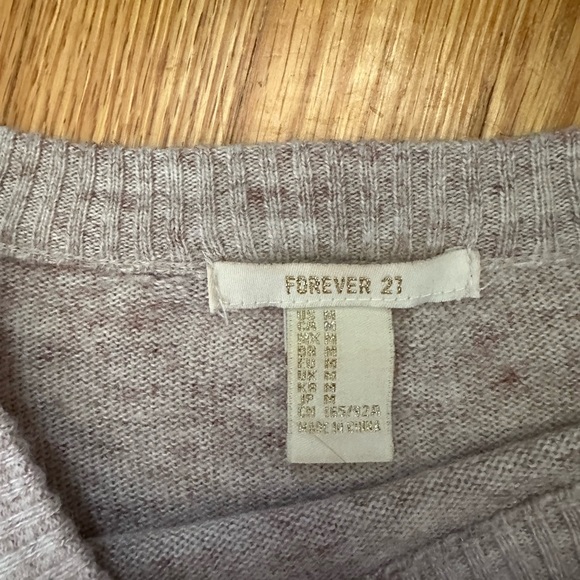 FOREVER 21
US M
CA M
MX M
BR M
EU M
UK M
KR M
JP M
CN 165/92A
MADE IN CHINA